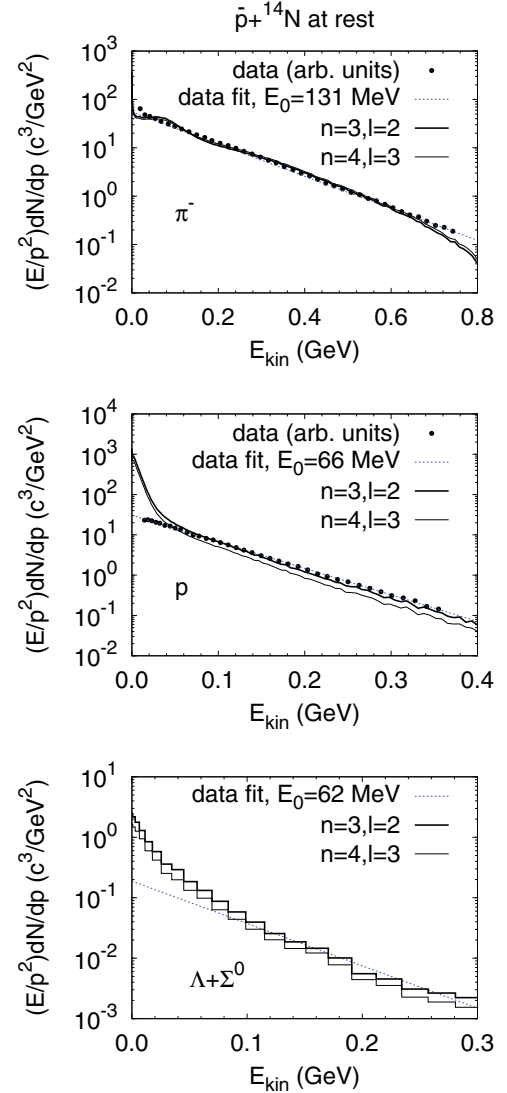 p̄+¹⁴N at rest
10³
10²
10¹
10⁰
10⁻¹
10⁻²
(E/p²)dN/dp (c³/GeV²)
data (arb. units)
data fit, E₀=131 MeV
n=3,l=2
n=4,l=3
π⁻
0.0 0.2 0.4 0.6 0.8
E_kin (GeV)
10⁴
10³
10²
10¹
10⁰
10⁻¹
10⁻²
(E/p²)dN/dp (c³/GeV²)
data (arb. units)
data fit, E₀=66 MeV
n=3,l=2
n=4,l=3
p
0.0 0.1 0.2 0.3 0.4
E_kin (GeV)
10¹
10⁰
10⁻¹
10⁻²
10⁻³
(E/p²)dN/dp (c³/GeV²)
data fit, E₀=62 MeV
n=3,l=2
n=4,l=3
Λ+Σ⁰
0.0 0.1 0.2 0.3
E_kin (GeV)